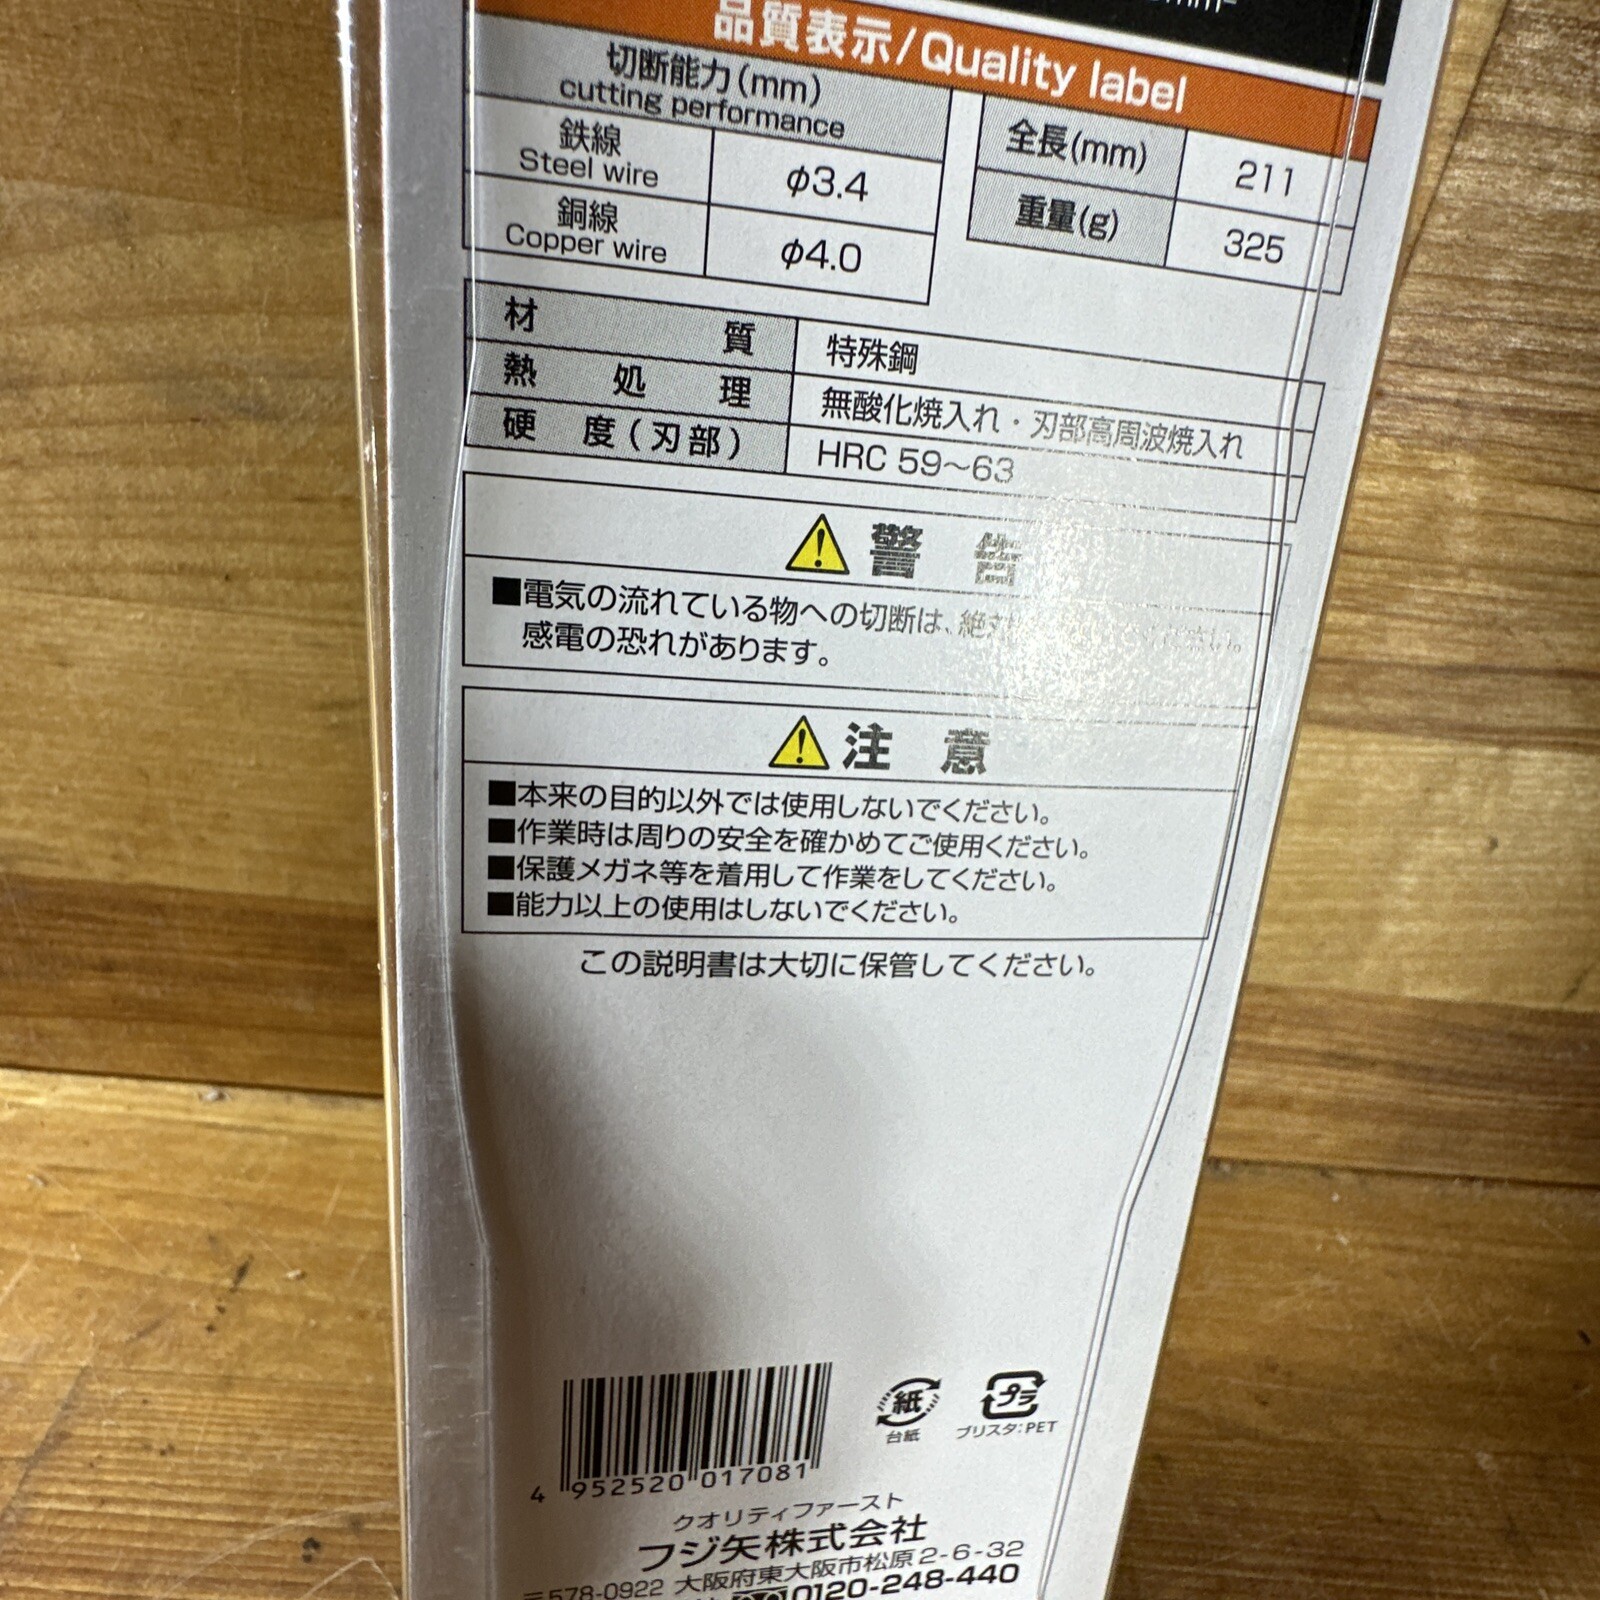 品質表示/Quality label
切断能力(mm)
cutting performance
鉄線
Steel wire
φ3.4
銅線
Copper wire
φ4.0
全長(mm)
211
重量(g)
325
材質
特殊鋼
熱処理
無酸化焼入れ・刃部高周波焼入れ
硬度(刃部)
HRC 59～63
警告
■電気の流れている物への切断は、絶対
感電の恐れがあります。
注意
■本来の目的以外では使用しないでください。
■作業時は周りの安全を確かめてご使用ください。
■保護メガネ等を着用して作業をしてください。
■能力以上の使用はしないでください。
この説明書は大切に保管してください。
紙
台紙
プラ
ブリスタ:PET
4 952520 017081
クオリティファースト
フジ矢株式会社
〒578-0922 大阪府東大阪市松原2-6-32
0120-248-440